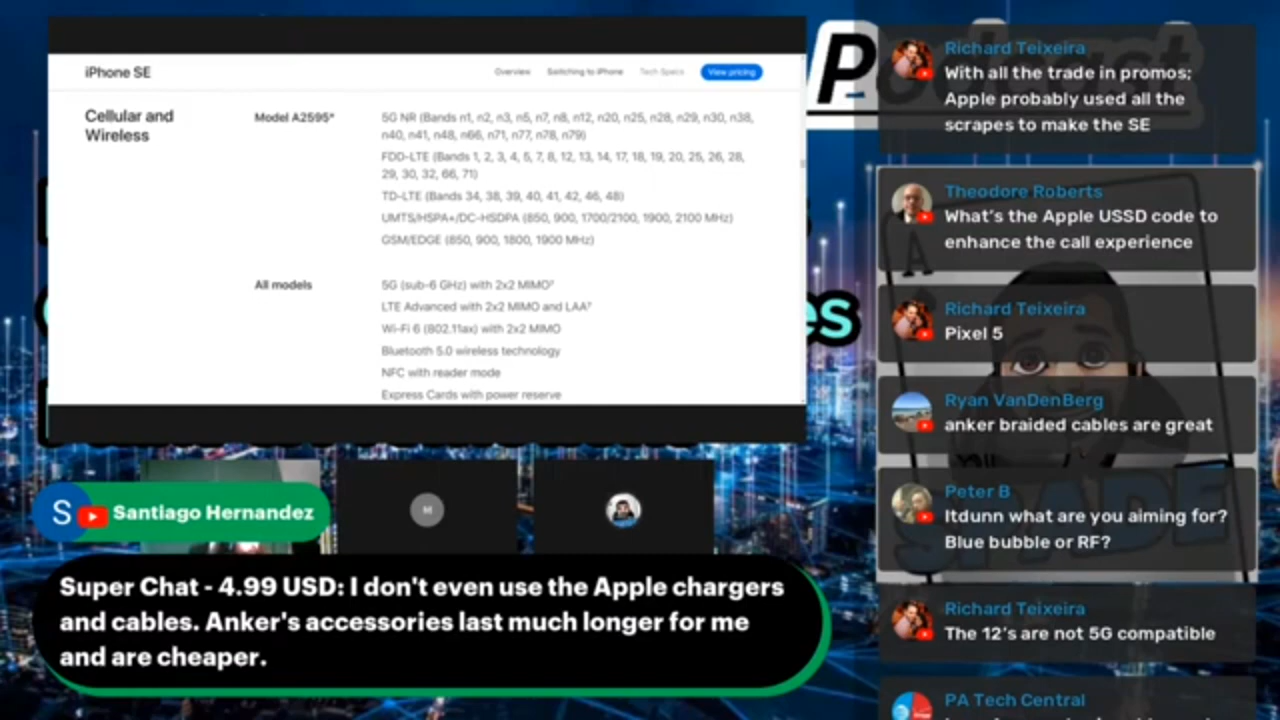 iPhone SE
Overview
Switching to iPhone
Tech Specs
View pricing
Cellular and
Wireless
Model A2595*
5G NR (Bands n1, n2, n3, n5, n7, n8, n12, n20, n25, n28, n29, n30, n38,
n40, n41, n48, n66, n71, n77, n78, n79)
FDD-LTE (Bands 1, 2, 3, 4, 5, 7, 8, 12, 13, 14, 17, 18, 19, 20, 25, 26, 28,
29, 30, 32, 66, 71)
TD-LTE (Bands 34, 38, 39, 40, 41, 42, 46, 48)
UMTS/HSPA+/DC-HSDPA (850, 900, 1700/2100, 1900, 2100 MHz)
GSM/EDGE (850, 900, 1800, 1900 MHz)
All models
5G (sub-6 GHz) with 2x2 MIMO⁷
LTE Advanced with 2x2 MIMO and LAA⁷
Wi-Fi 6 (802.11ax) with 2x2 MIMO
Bluetooth 5.0 wireless technology
NFC with reader mode
Express Cards with power reserve
Podcast
es
M
S
Santiago Hernandez
Super Chat - 4.99 USD: I don't even use the Apple chargers
and cables. Anker's accessories last much longer for me
and are cheaper.
Richard Teixeira
With all the trade in promos;
Apple probably used all the
scrapes to make the SE
Theodore Roberts
What's the Apple USSD code to
enhance the call experience
A
Richard Teixeira
Pixel 5
Ryan VanDenBerg
anker braided cables are great
Peter B
Itdunn what are you aiming for?
Blue bubble or RF?
SPADE
Richard Teixeira
The 12's are not 5G compatible
PA Tech Central